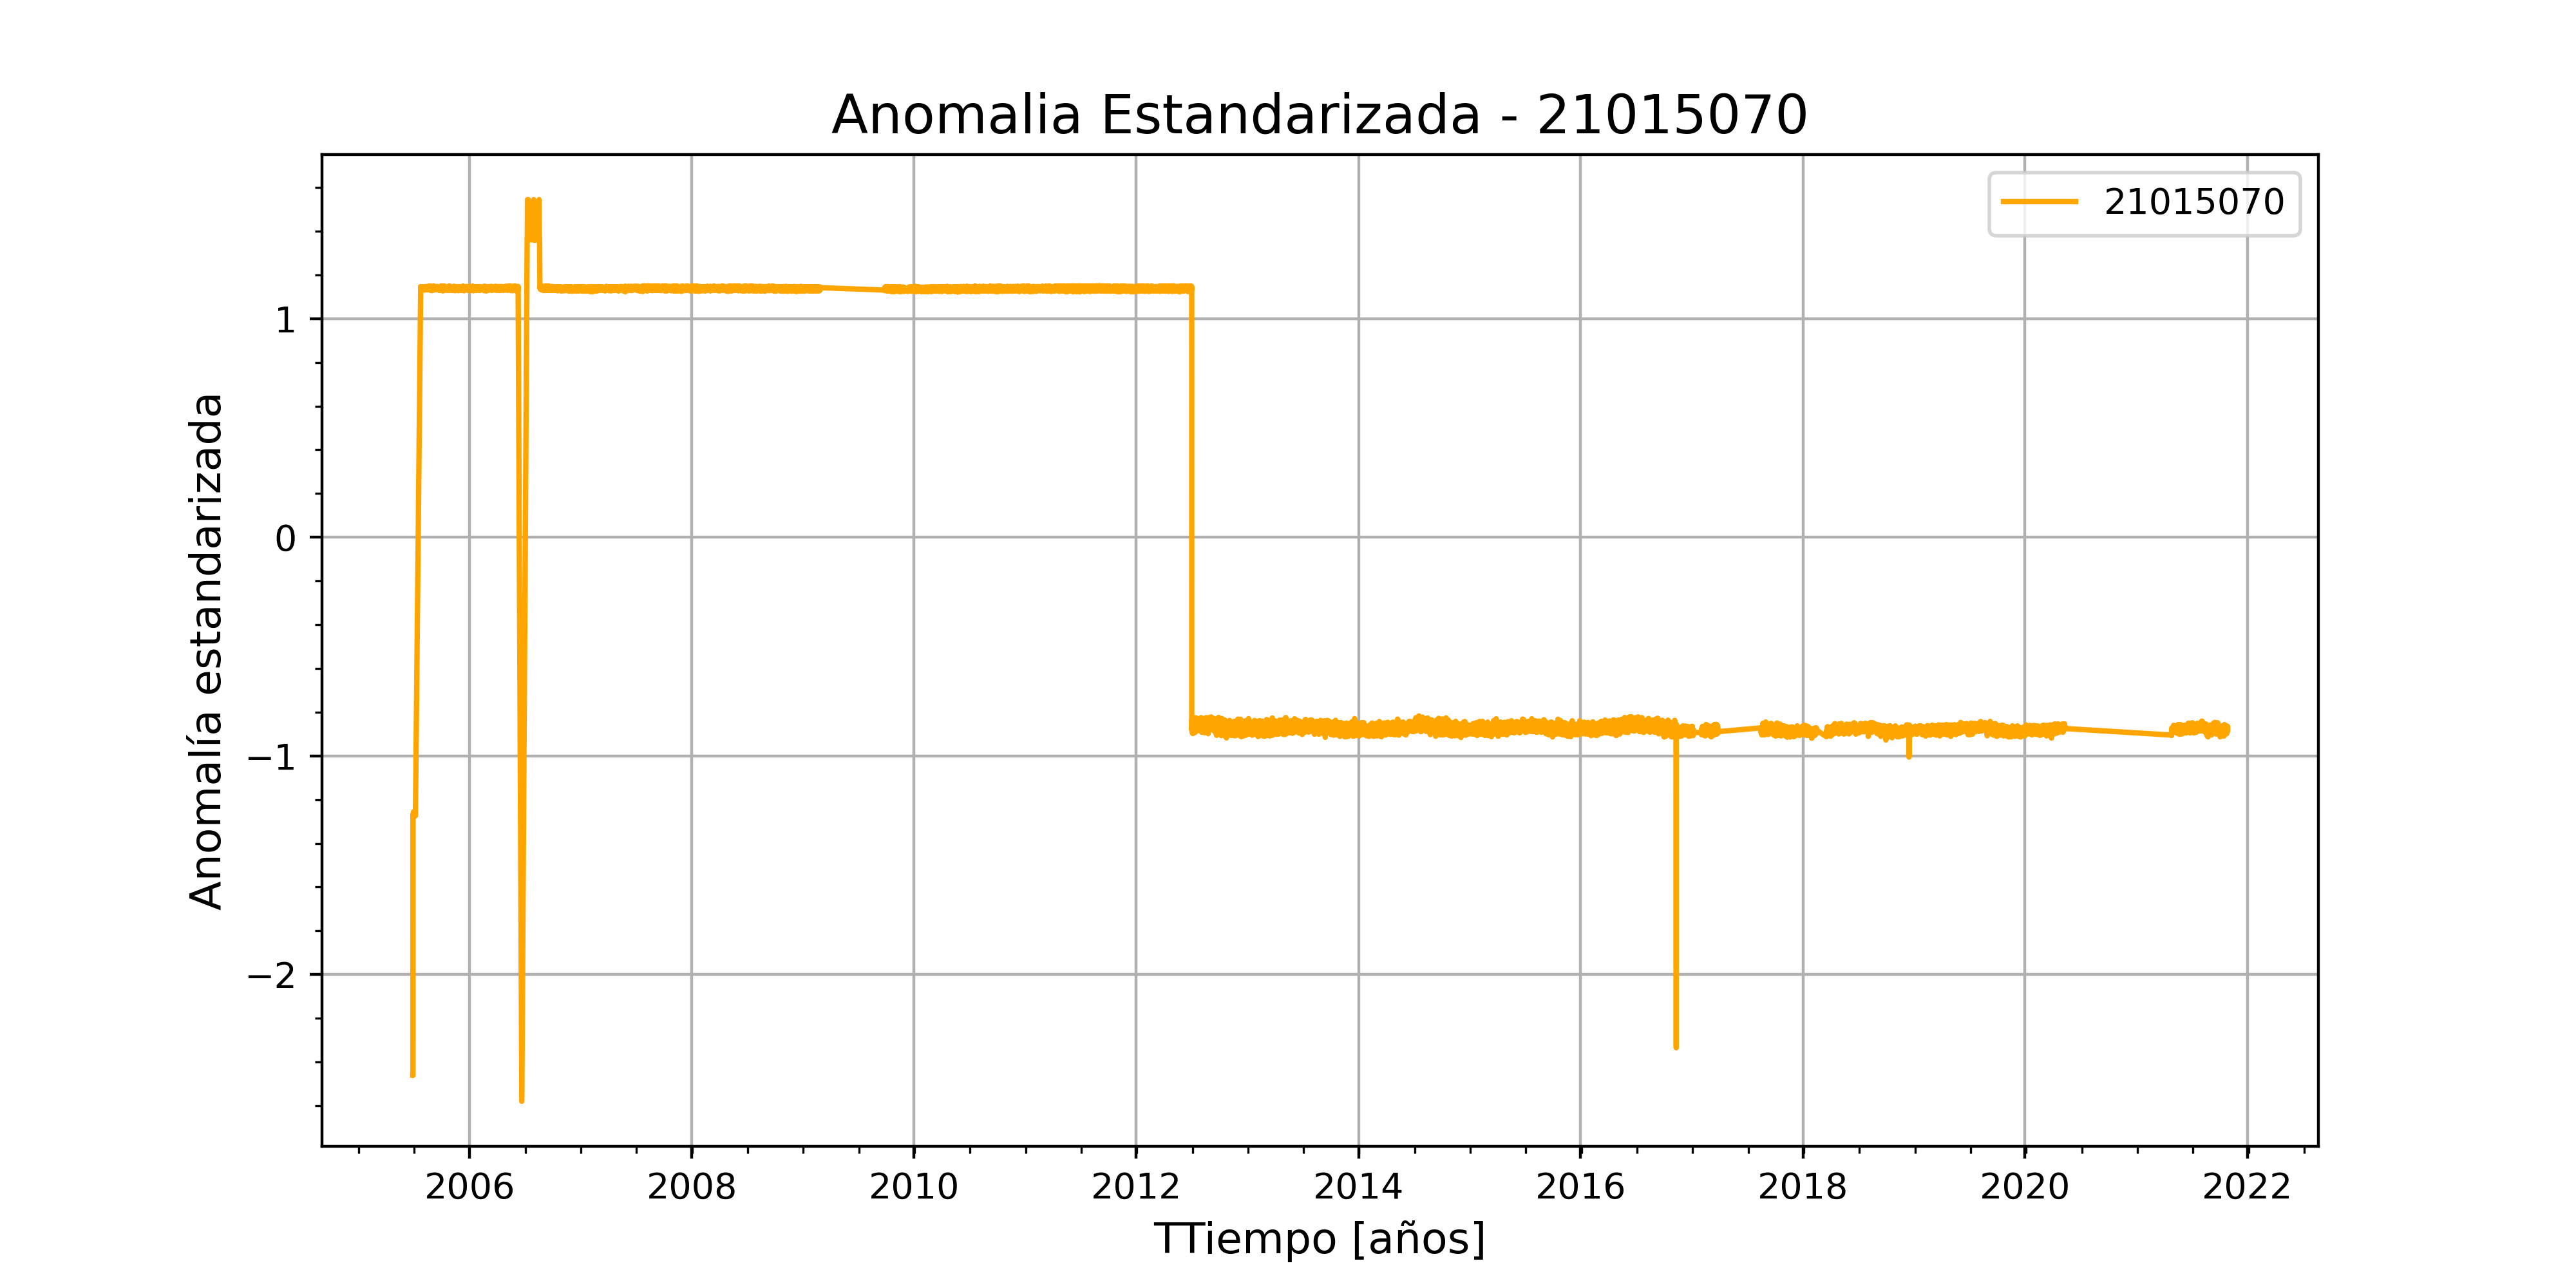 Anomalia Estandarizada - 21015070
21015070
Anomalía estandarizada
1
0
−1
−2
2006 2008 2010 2012 2014 2016 2018 2020 2022
TTiempo [años]